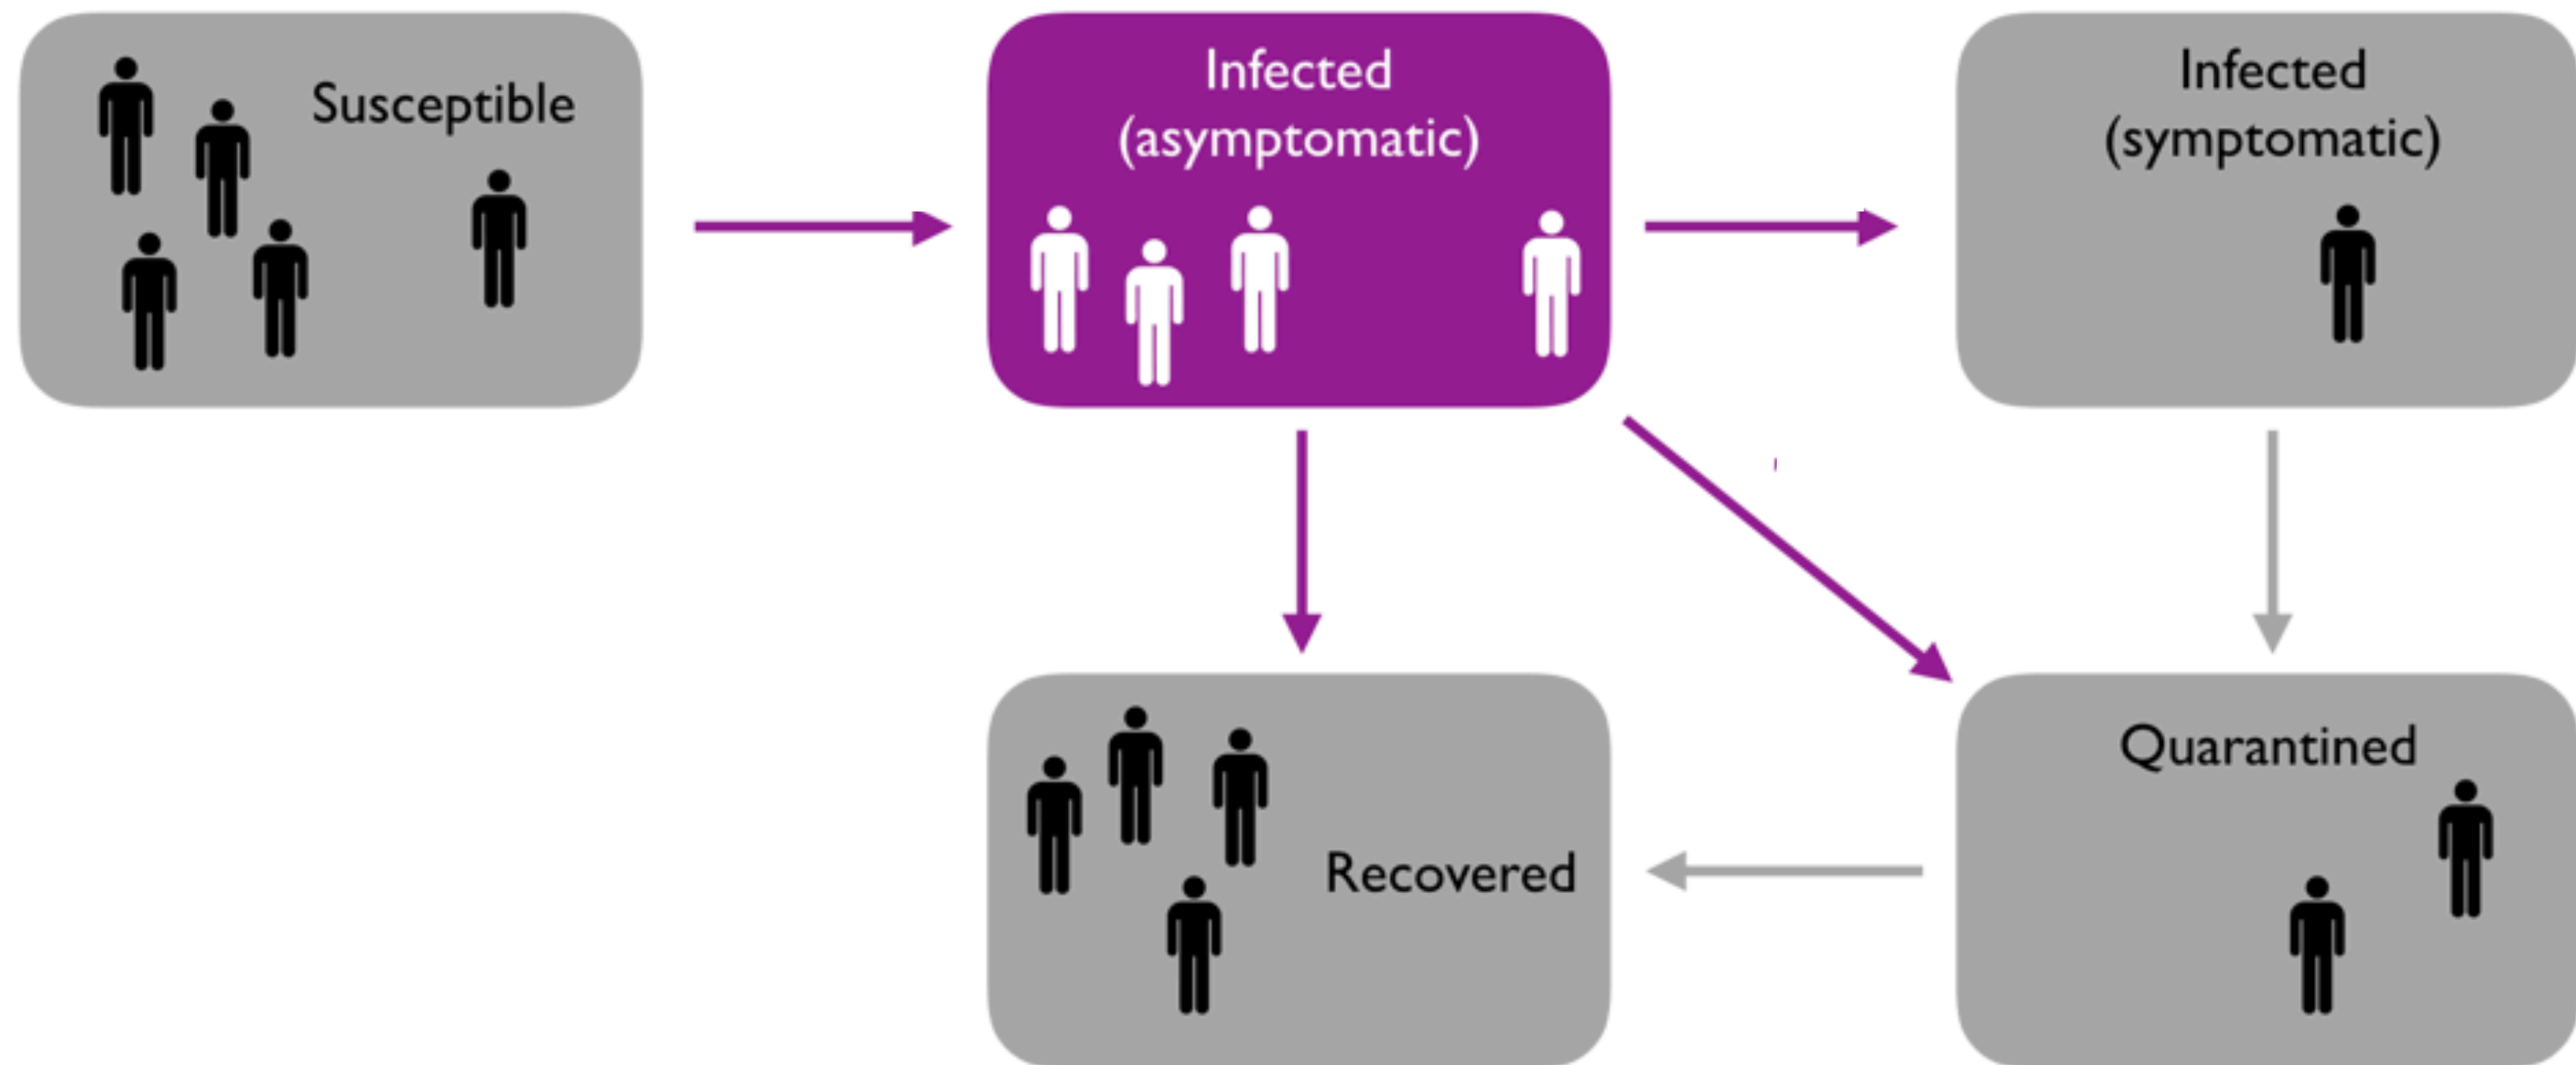 Susceptible
Infected
(asymptomatic)
Infected
(symptomatic)
Recovered
Quarantined